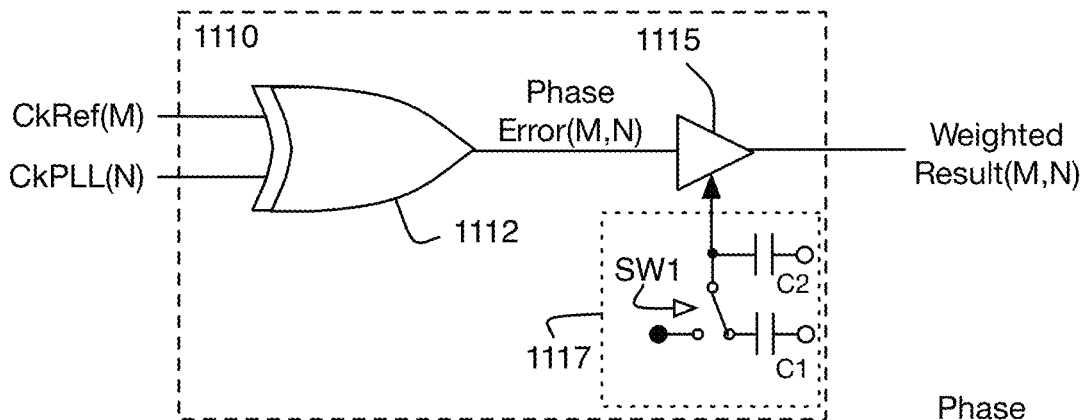 1110
1115
CkRef(M)
CkPLL(N)
Phase
Error(M,N)
Weighted
Result(M,N)
1112
SW1
C2
1117
C1
Phase